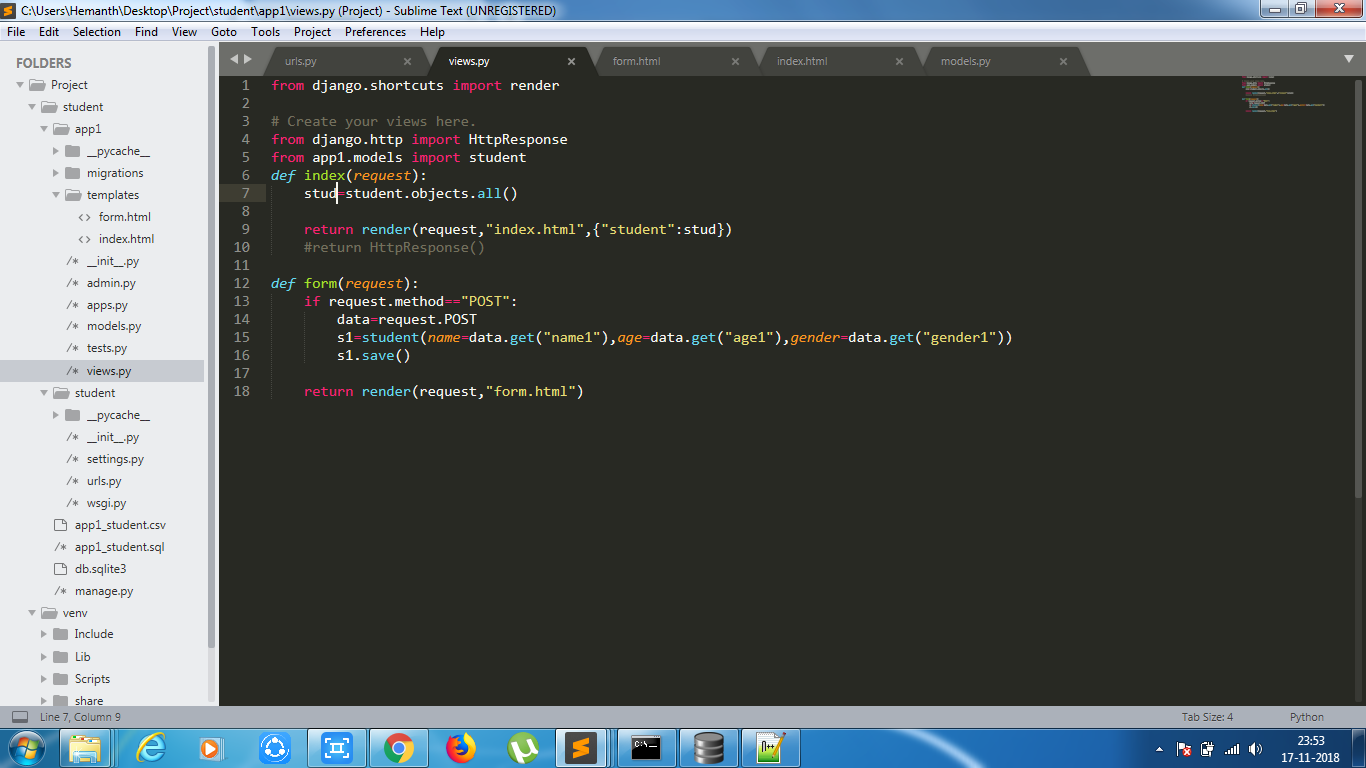 C:\Users\Hemanth\Desktop\Project\student\app1\views.py (Project) - Sublime Text (UNREGISTERED)
File Edit Selection Find View Goto Tools Project Preferences Help
FOLDERS
Project
student
app1
__pycache__
migrations
templates
form.html
index.html
__init__.py
admin.py
apps.py
models.py
tests.py
views.py
student
__pycache__
__init__.py
settings.py
urls.py
wsgi.py
app1_student.csv
app1_student.sql
db.sqlite3
manage.py
venv
Include
Lib
Scripts
share
urls.py views.py form.html index.html models.py
1 from django.shortcuts import render
2
3 # Create your views here.
4 from django.http import HttpResponse
5 from app1.models import student
6 def index(request):
7     stud=student.objects.all()
8
9     return render(request,"index.html",{"student":stud})
10     #return HttpResponse()
11
12 def form(request):
13     if request.method=="POST":
14         data=request.POST
15         s1=student(name=data.get("name1"),age=data.get("age1"),gender=data.get("gender1"))
16         s1.save()
17
18     return render(request,"form.html")
Line 7, Column 9
Tab Size: 4
Python
23:53
17-11-2018